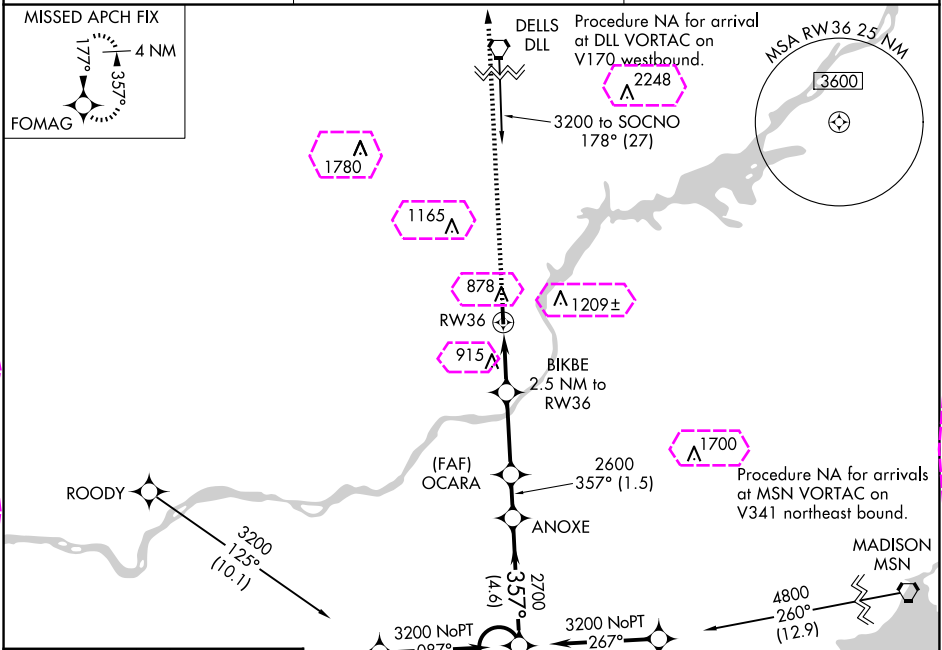 MISSED APCH FIX
4 NM
177°
357°
FOMAG
DELLS
DLL
Procedure NA for arrival
at DLL VORTAC on
V170 westbound.
2248
3200 to SOCNO
178° (27)
MSA RW36 25 NM
3600
1780
1165
878
1209±
RW36
915
BIKBE
2.5 NM to
RW36
1700
(FAF)
OCARA
2600
357° (1.5)
ANOXE
Procedure NA for arrivals
at MSN VORTAC on
V341 northeast bound.
ROODY
3200
125°
(10.1)
2700
357°
(4.6)
MADISON
MSN
4800
260°
(12.9)
3200 NoPT
087°
3200 NoPT
267°